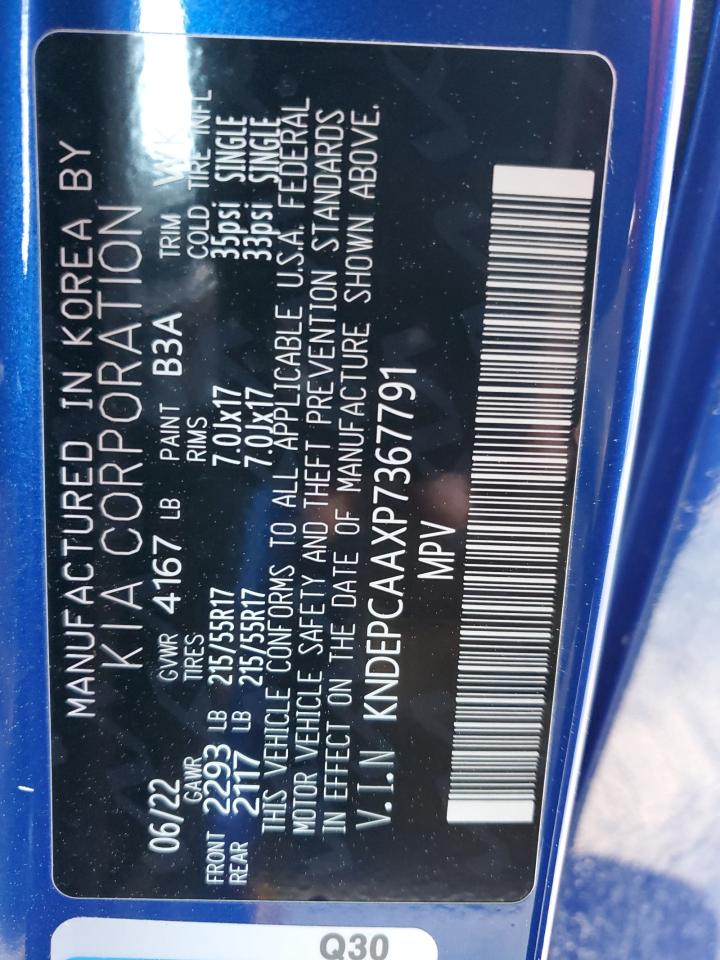 MANUFACTURED IN KOREA BY
KIA CORPORATION
06/22 GVWR 4167 LB PAINT B3A TRIM WK
GAWR TIRES RIMS COLD TIRE INFL
FRONT 2293 LB 215/55R17 7.0Jx17 35psi SINGLE
REAR 2117 LB 215/55R17 7.0Jx17 33psi SINGLE
THIS VEHICLE CONFORMS TO ALL APPLICABLE U.S.A. FEDERAL
MOTOR VEHICLE SAFETY AND THEFT PREVENTION STANDARDS
IN EFFECT ON THE DATE OF MANUFACTURE SHOWN ABOVE.
V.I.N KNDEPCAAXP7367791
MPV
Q30